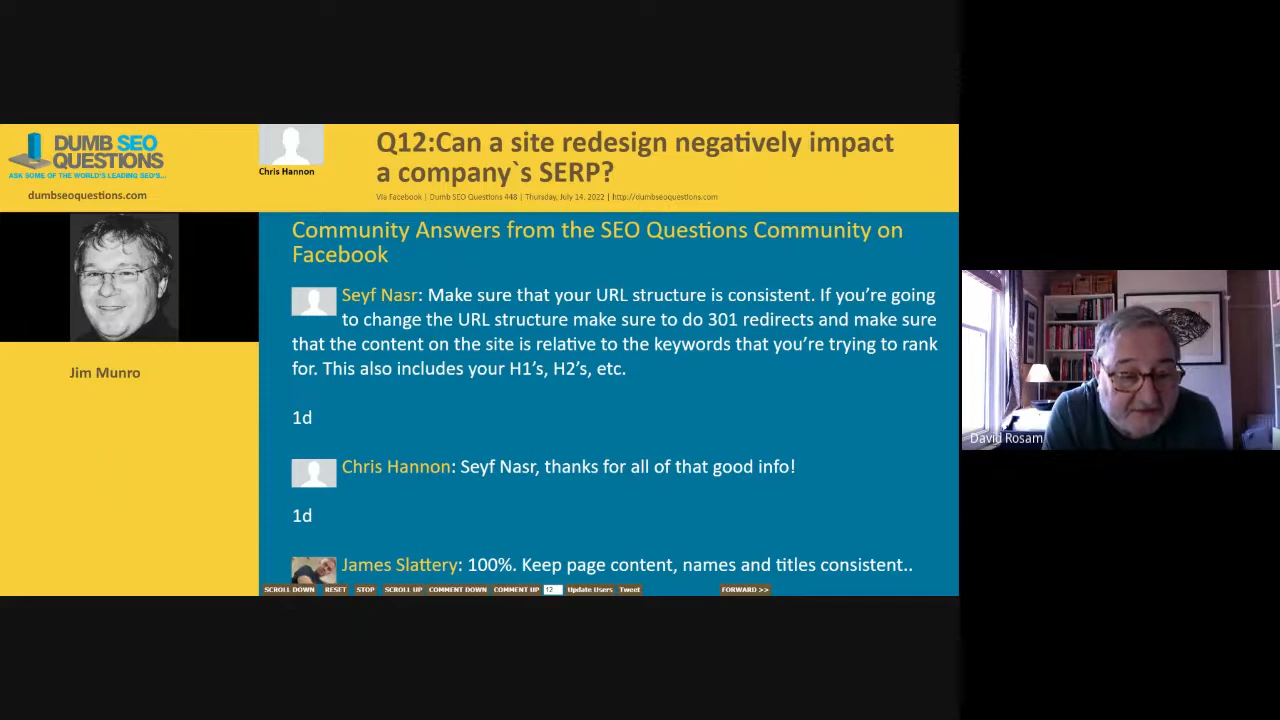 DUMB SEO
QUESTIONS
ASK SOME OF THE WORLD'S LEADING SEO'S...
dumbseoquestions.com
Chris Hannon
Q12:Can a site redesign negatively impact
a company`s SERP?
Via Facebook | Dumb SEO Questions 448 | Thursday, July 14, 2022 | http://dumbseoquestions.com
Jim Munro
Community Answers from the SEO Questions Community on
Facebook
Seyf Nasr: Make sure that your URL structure is consistent. If you’re going
to change the URL structure make sure to do 301 redirects and make sure
that the content on the site is relative to the keywords that you’re trying to rank
for. This also includes your H1’s, H2’s, etc.
1d
Chris Hannon: Seyf Nasr, thanks for all of that good info!
1d
James Slattery: 100%. Keep page content, names and titles consistent..
SCROLL DOWN RESET STOP SCROLL UP COMMENT DOWN COMMENT UP 12 Update Users Tweet FORWARD >>
David Rosam